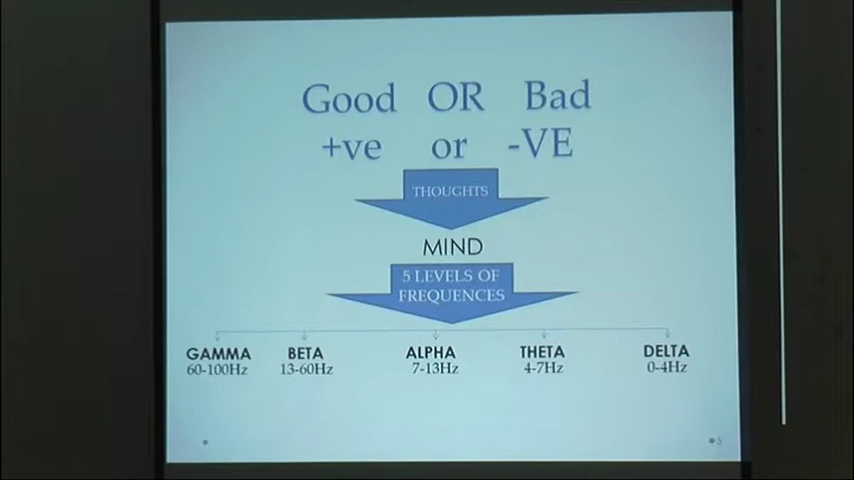 Good OR Bad
+ve or -VE
THOUGHTS
MIND
5 LEVELS OF
FREQUENCES
GAMMA BETA ALPHA THETA DELTA
60-100Hz 13-60Hz 7-13Hz 4-7Hz 0-4Hz
5